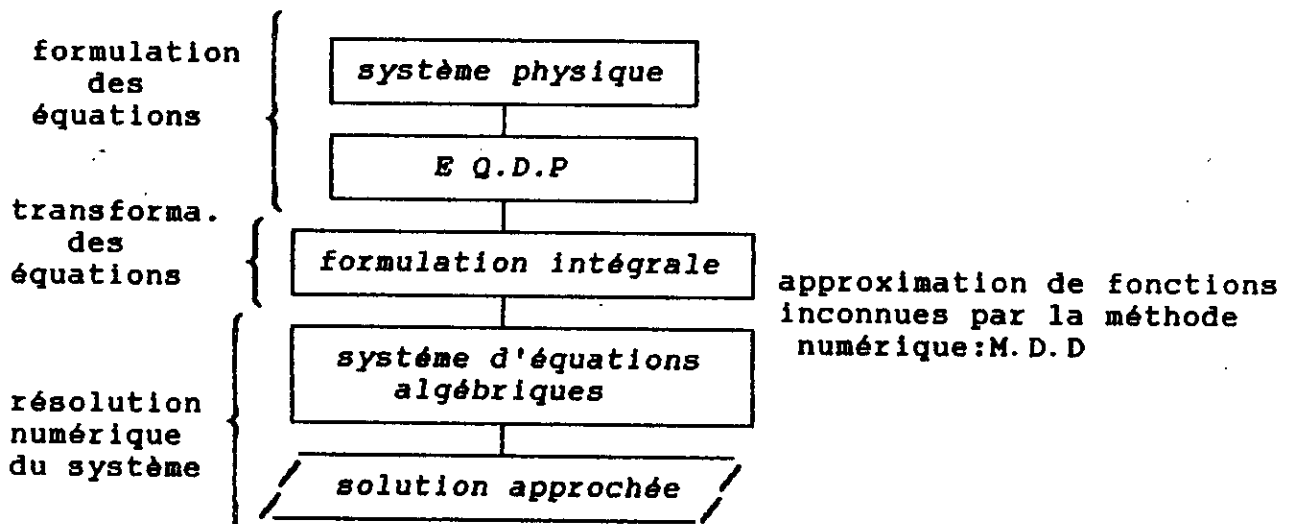 formulation
des
équations
système physique
E Q.D.P
transforma.
des
équations
formulation intégrale
approximation de fonctions
inconnues par la méthode
numérique:M.D.D
systéme d'équations
algébriques
résolution
numérique
du système
solution approchée